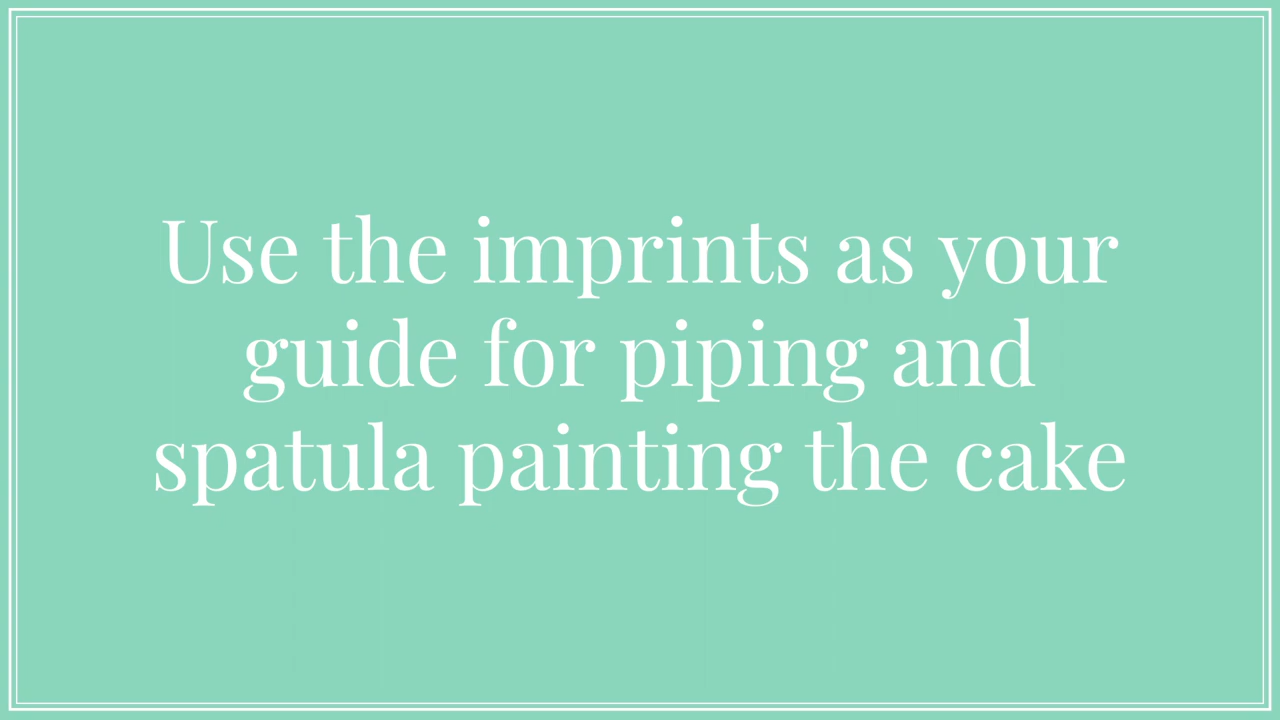 Use the imprints as your
guide for piping and
spatula painting the cake